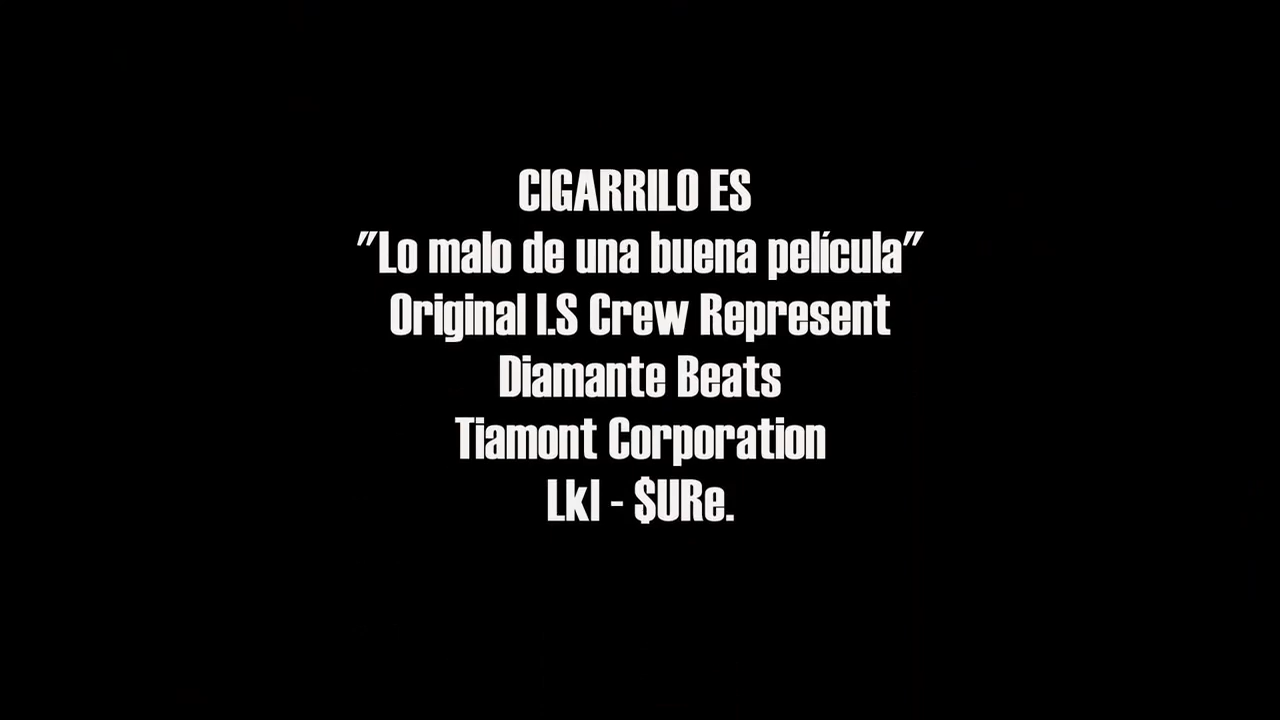 CIGARRILO ES
"Lo malo de una buena película"
Original I.S Crew Represent
Diamante Beats
Tiamont Corporation
Lkl - $URe.